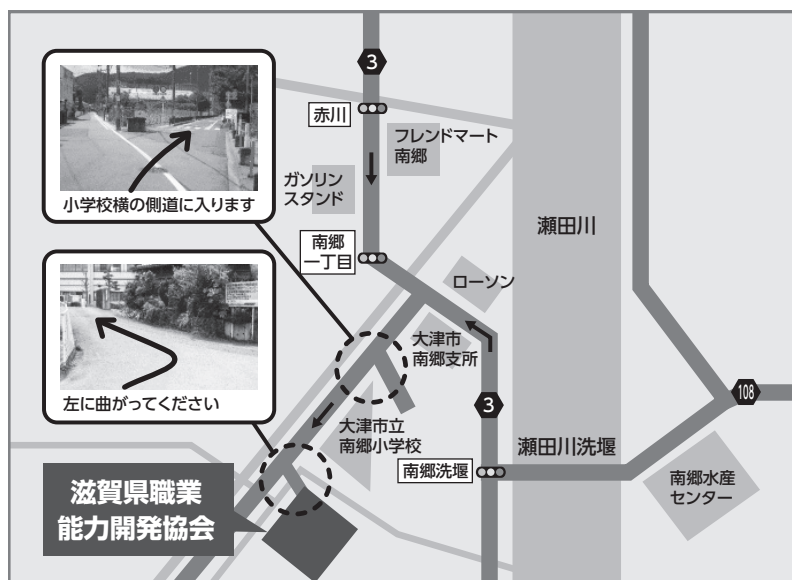 3
赤川
フレンドマート
南郷
小学校横の側道に入ります
ガソリン
スタンド
瀬田川
南郷
一丁目
ローソン
大津市
南郷支所
左に曲がってください
3
108
大津市立
南郷小学校
瀬田川洗堰
南郷洗堰
南郷水産
センター
滋賀県職業
能力開発協会